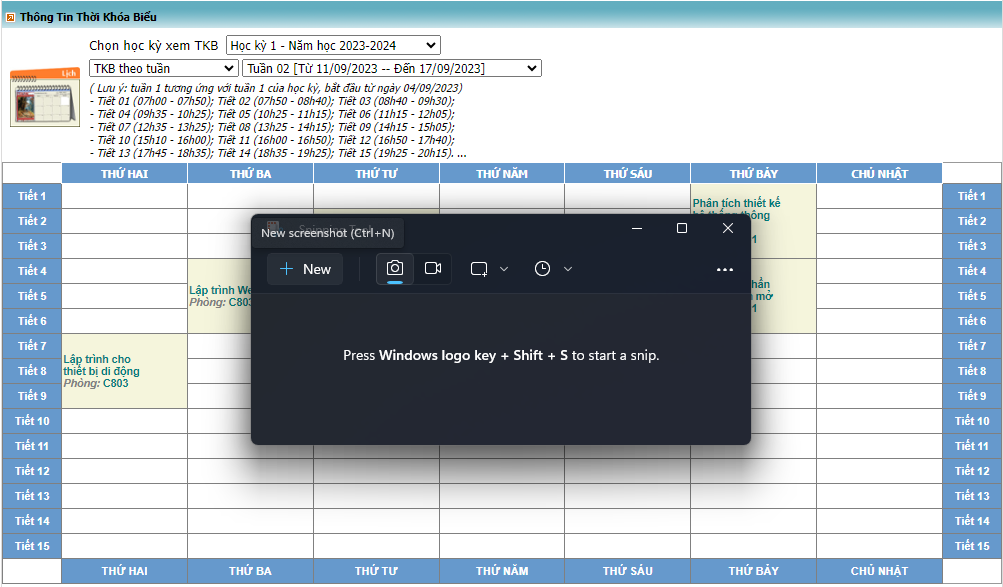 Thông Tin Thời Khóa Biểu
Chọn học kỳ xem TKB Học kỳ 1 - Năm học 2023-2024
TKB theo tuần Tuần 02 [Từ 11/09/2023 -- Đến 17/09/2023]
Lịch
( Lưu ý: tuần 1 tương ứng với tuần 1 của học kỳ, bắt đầu từ ngày 04/09/2023)
- Tiết 01 (07h00 - 07h50); Tiết 02 (07h50 - 08h40); Tiết 03 (08h40 - 09h30);
- Tiết 04 (09h35 - 10h25); Tiết 05 (10h25 - 11h15); Tiết 06 (11h15 - 12h05);
- Tiết 07 (12h35 - 13h25); Tiết 08 (13h25 - 14h15); Tiết 09 (14h15 - 15h05);
- Tiết 10 (15h10 - 16h00); Tiết 11 (16h00 - 16h50); Tiết 12 (16h50 - 17h40);
- Tiết 13 (17h45 - 18h35); Tiết 14 (18h35 - 19h25); Tiết 15 (19h25 - 20h15). ...
THỨ HAI THỨ BA THỨ TƯ THỨ NĂM THỨ SÁU THỨ BẢY CHỦ NHẬT
Tiết 1 Tiết 1
Phân tích thiết kế
hệ thống thông
Tiết 2 Tiết 2
Tiết 3 1 Tiết 3
New screenshot (Ctrl+N)
New
Tiết 4 Tiết 4
Lập trình We
Phòng: C803
Tiết 5 mở Tiết 5
Tiết 6 1 Tiết 6
Press Windows logo key + Shift + S to start a snip.
Tiết 7 Tiết 7
Lập trình cho
thiết bị di động
Phòng: C803
Tiết 8 Tiết 8
Tiết 9 Tiết 9
Tiết 10 Tiết 10
Tiết 11 Tiết 11
Tiết 12 Tiết 12
Tiết 13 Tiết 13
Tiết 14 Tiết 14
Tiết 15 Tiết 15
THỨ HAI THỨ BA THỨ TƯ THỨ NĂM THỨ SÁU THỨ BẢY CHỦ NHẬT